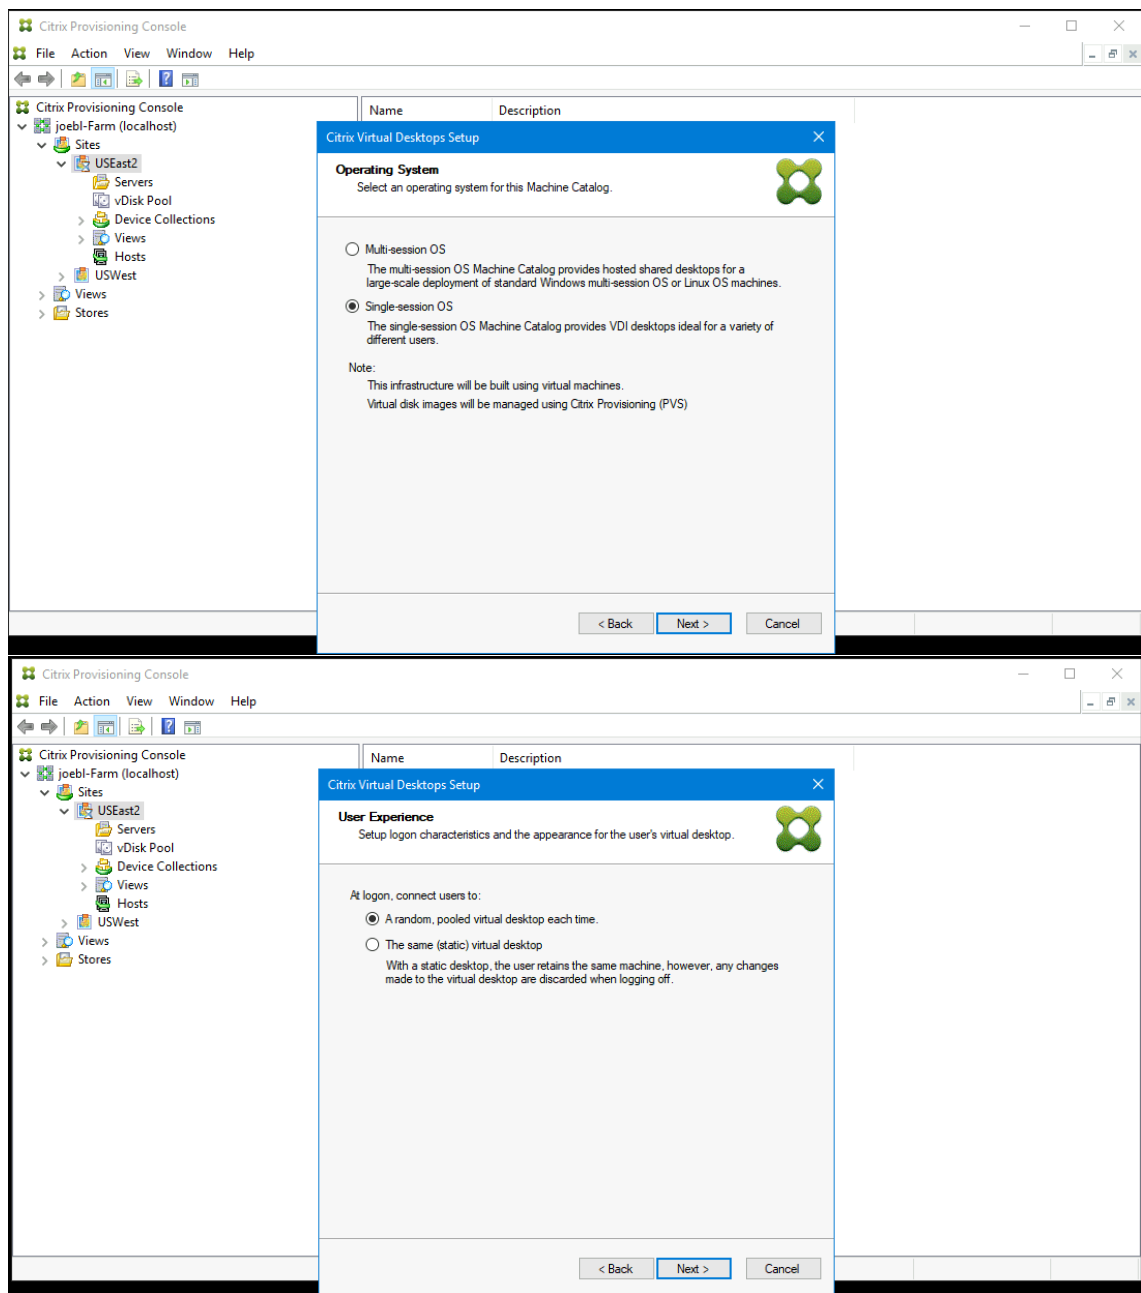 Citrix Provisioning Console
File Action View Window Help
Citrix Provisioning Console
joebl-Farm (localhost)
Sites
USEast2
Servers
vDisk Pool
Device Collections
Views
Hosts
USWest
Views
Stores
Name Description
Citrix Virtual Desktops Setup
Operating System
Select an operating system for this Machine Catalog.
Multi-session OS
The multi-session OS Machine Catalog provides hosted shared desktops for a
large-scale deployment of standard Windows multi-session OS or Linux OS machines.
Single-session OS
The single-session OS Machine Catalog provides VDI desktops ideal for a variety of
different users.
Note:
This infrastructure will be built using virtual machines.
Virtual disk images will be managed using Citrix Provisioning (PVS)
< Back Next > Cancel
Citrix Provisioning Console
File Action View Window Help
Citrix Provisioning Console
joebl-Farm (localhost)
Sites
USEast2
Servers
vDisk Pool
Device Collections
Views
Hosts
USWest
Views
Stores
Name Description
Citrix Virtual Desktops Setup
User Experience
Setup logon characteristics and the appearance for the user's virtual desktop.
At logon, connect users to:
A random, pooled virtual desktop each time.
The same (static) virtual desktop
With a static desktop, the user retains the same machine, however, any changes
made to the virtual desktop are discarded when logging off.
< Back Next > Cancel